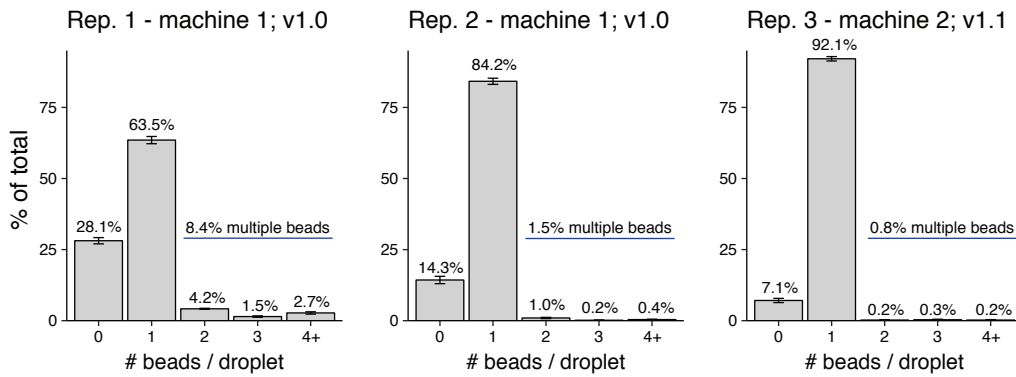 Rep. 1 - machine 1; v1.0
% of total
75
50
25
0
28.1%
63.5%
8.4% multiple beads
4.2%
1.5%
2.7%
0 1 2 3 4+
# beads / droplet
Rep. 2 - machine 1; v1.0
75
50
25
0
84.2%
14.3%
1.5% multiple beads
1.0%
0.2%
0.4%
0 1 2 3 4+
# beads / droplet
Rep. 3 - machine 2; v1.1
75
50
25
0
92.1%
7.1%
0.8% multiple beads
0.2%
0.3%
0.2%
0 1 2 3 4+
# beads / droplet